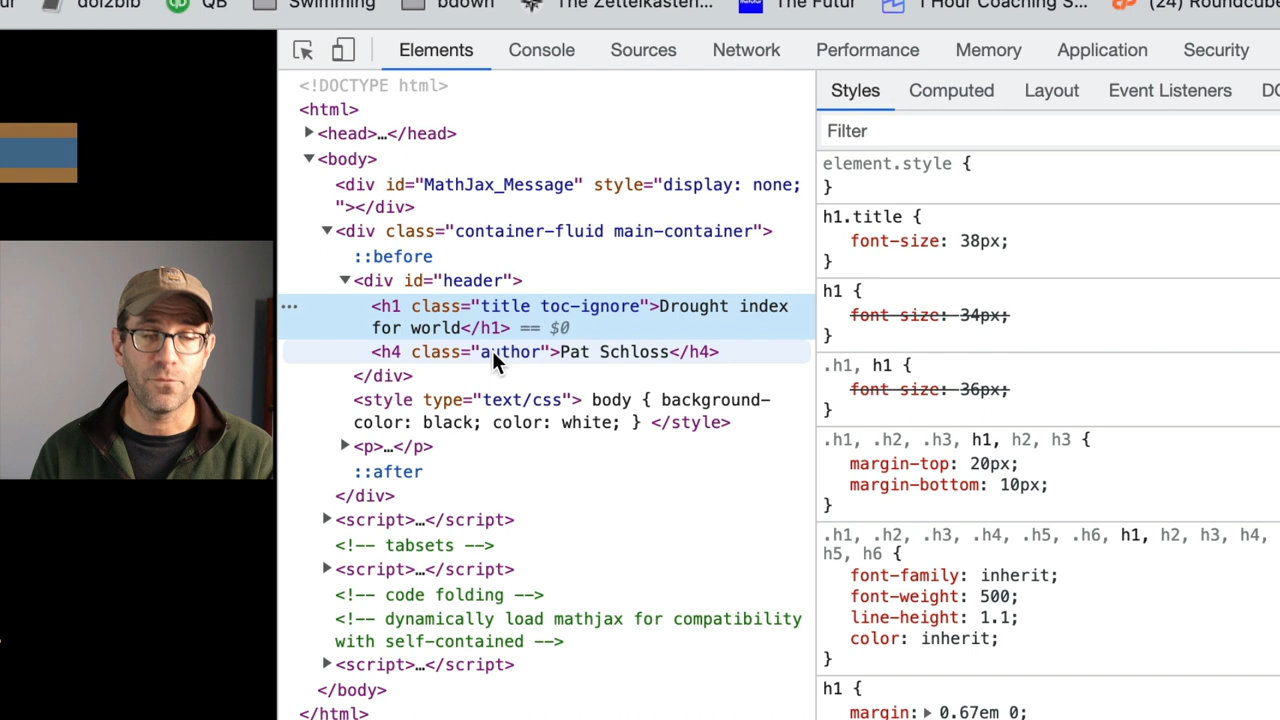 doi2bib QB Swimming bdown The Zettelkasten... The Futur 1 Hour Coaching S... (24) Roundcube
Elements Console Sources Network Performance Memory Application Security
<!DOCTYPE html>
<html>
▶<head>…</head>
▼<body>
<div id="MathJax_Message" style="display: none;
"></div>
▼<div class="container-fluid main-container">
::before
▼<div id="header">
… <h1 class="title toc-ignore">Drought index
for world</h1> == $0
<h4 class="author">Pat Schloss</h4>
</div>
<style type="text/css"> body { background-
color: black; color: white; } </style>
▶<p>…</p>
::after
</div>
▶<script>…</script>
<!-- tabsets -->
▶<script>…</script>
<!-- code folding -->
<!-- dynamically load mathjax for compatibility
with self-contained -->
▶<script>…</script>
</body>
</html>
Styles Computed Layout Event Listeners
Filter
element.style {
}
h1.title {
font-size: 38px;
}
h1 {
font-size: 34px;
}
.h1, h1 {
font-size: 36px;
}
.h1, .h2, .h3, h1, h2, h3 {
margin-top: 20px;
margin-bottom: 10px;
}
.h1, .h2, .h3, .h4, .h5, .h6, h1, h2, h3, h4,
h5, h6 {
font-family: inherit;
font-weight: 500;
line-height: 1.1;
color: inherit;
}
h1 {
margin:▶ 0.67em 0;